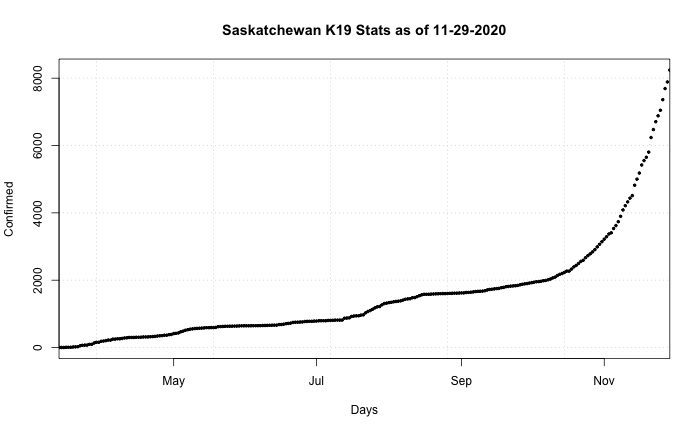 Saskatchewan K19 Stats as of 11-29-2020
8000
6000
4000
2000
0
Confirmed
May Jul Sep Nov
Days